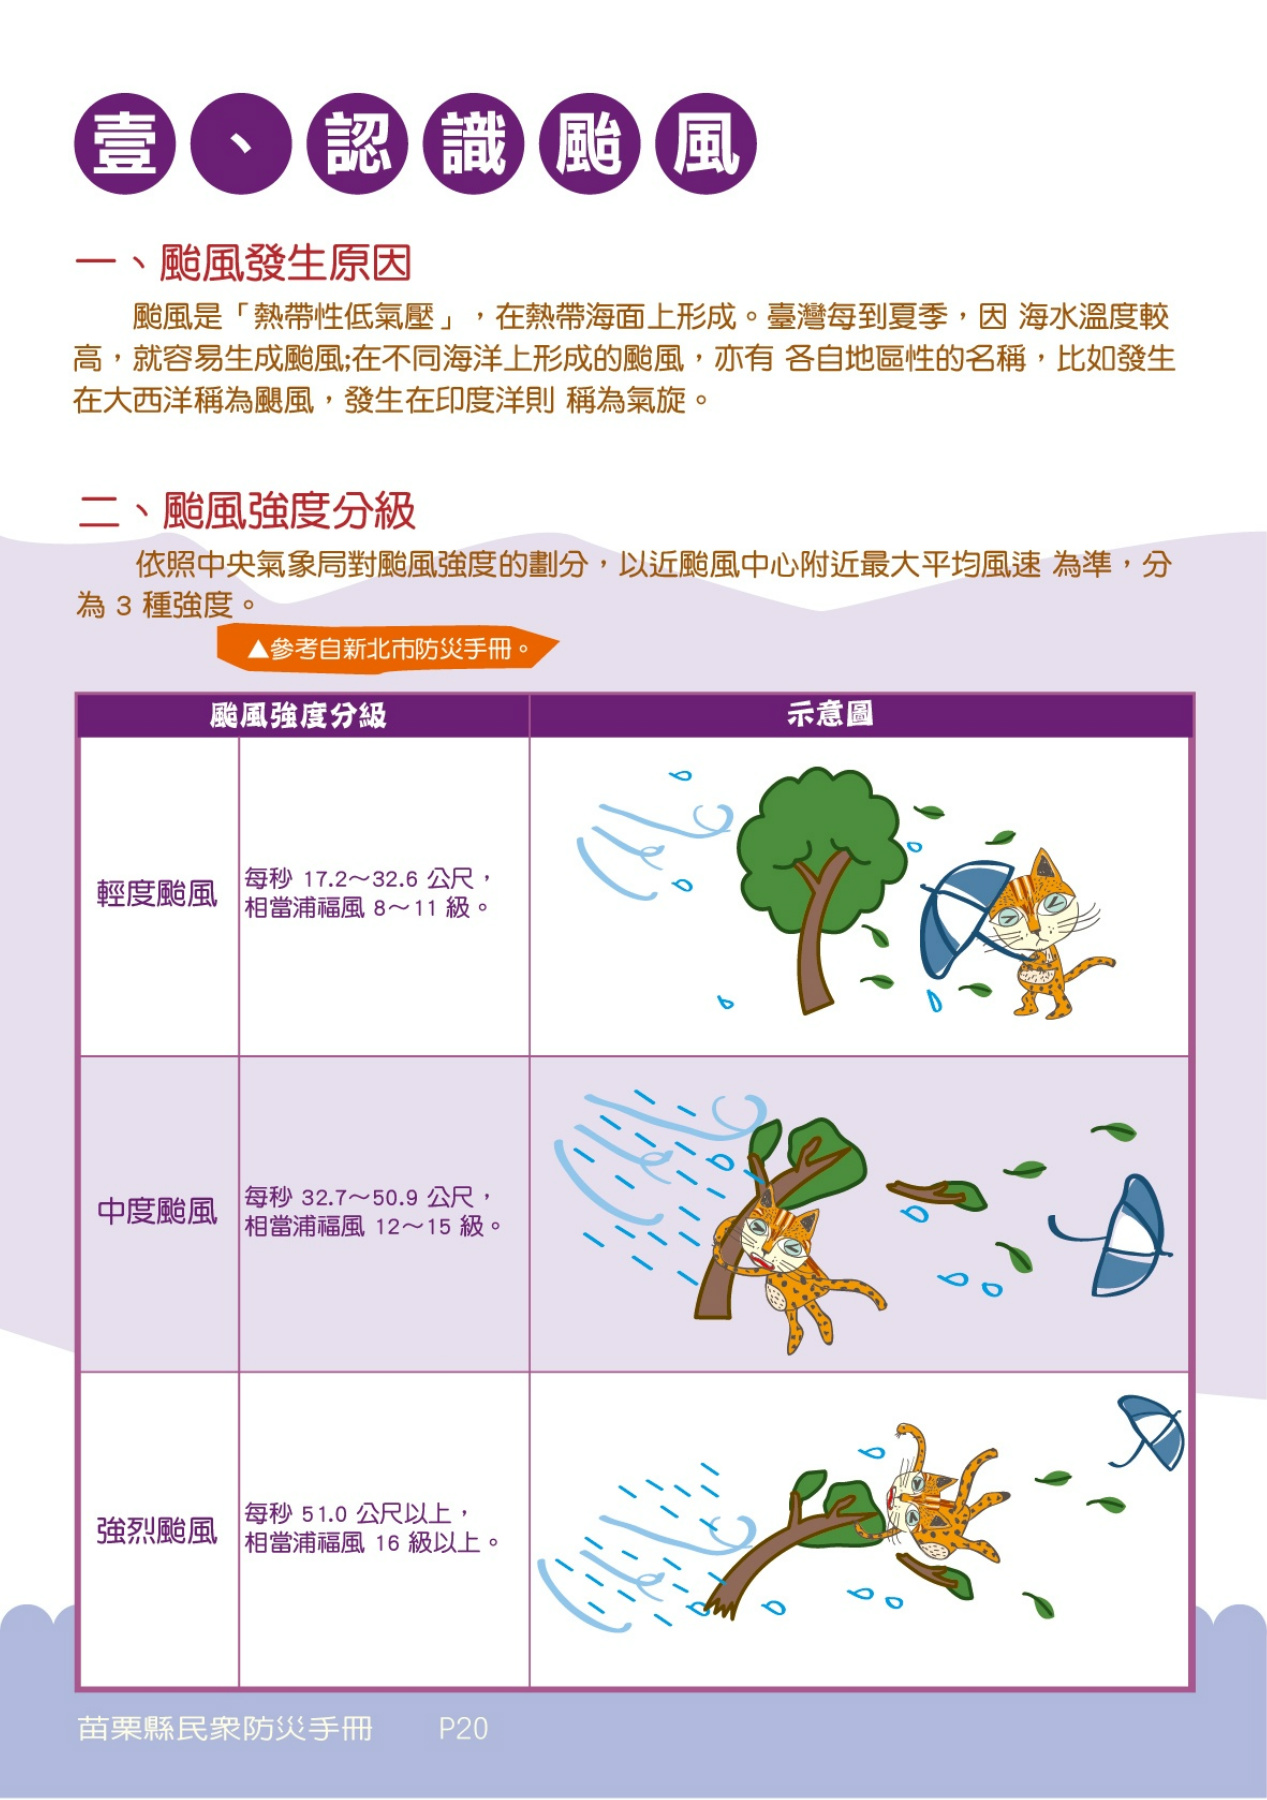 壹、認識颱風
一、颱風發生原因
颱風是「熱帶性低氣壓」，在熱帶海面上形成。臺灣每到夏季，因 海水溫度較
高，就容易生成颱風;在不同海洋上形成的颱風，亦有 各自地區性的名稱，比如發生
在大西洋稱為颶風，發生在印度洋則 稱為氣旋。
二、颱風強度分級
依照中央氣象局對颱風強度的劃分，以近颱風中心附近最大平均風速 為準，分
為 3 種強度。
▲參考自新北市防災手冊。
颱風強度分級 示意圖
輕度颱風
每秒 17.2～32.6 公尺，
相當浦福風 8～11 級。
中度颱風
每秒 32.7～50.9 公尺，
相當浦福風 12～15 級。
強烈颱風
每秒 51.0 公尺以上，
相當浦福風 16 級以上。
苗栗縣民眾防災手冊 P20